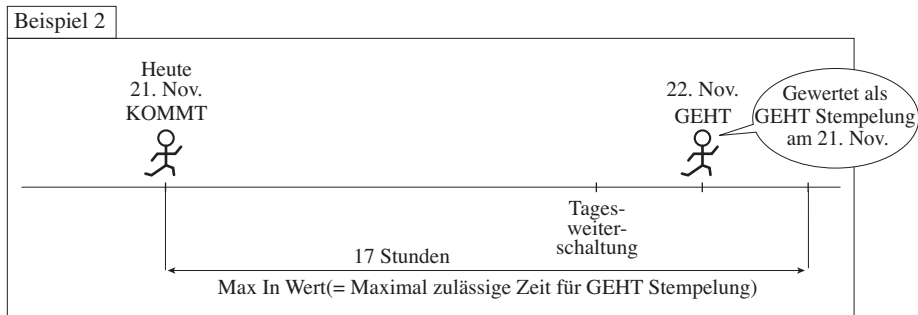 Beispiel 2
Heute
21. Nov.
KOMMT
22. Nov.
GEHT
Gewertet als
GEHT Stempelung
am 21. Nov.
Tages-
weiter-
schaltung
17 Stunden
Max In Wert(= Maximal zulässige Zeit für GEHT Stempelung)